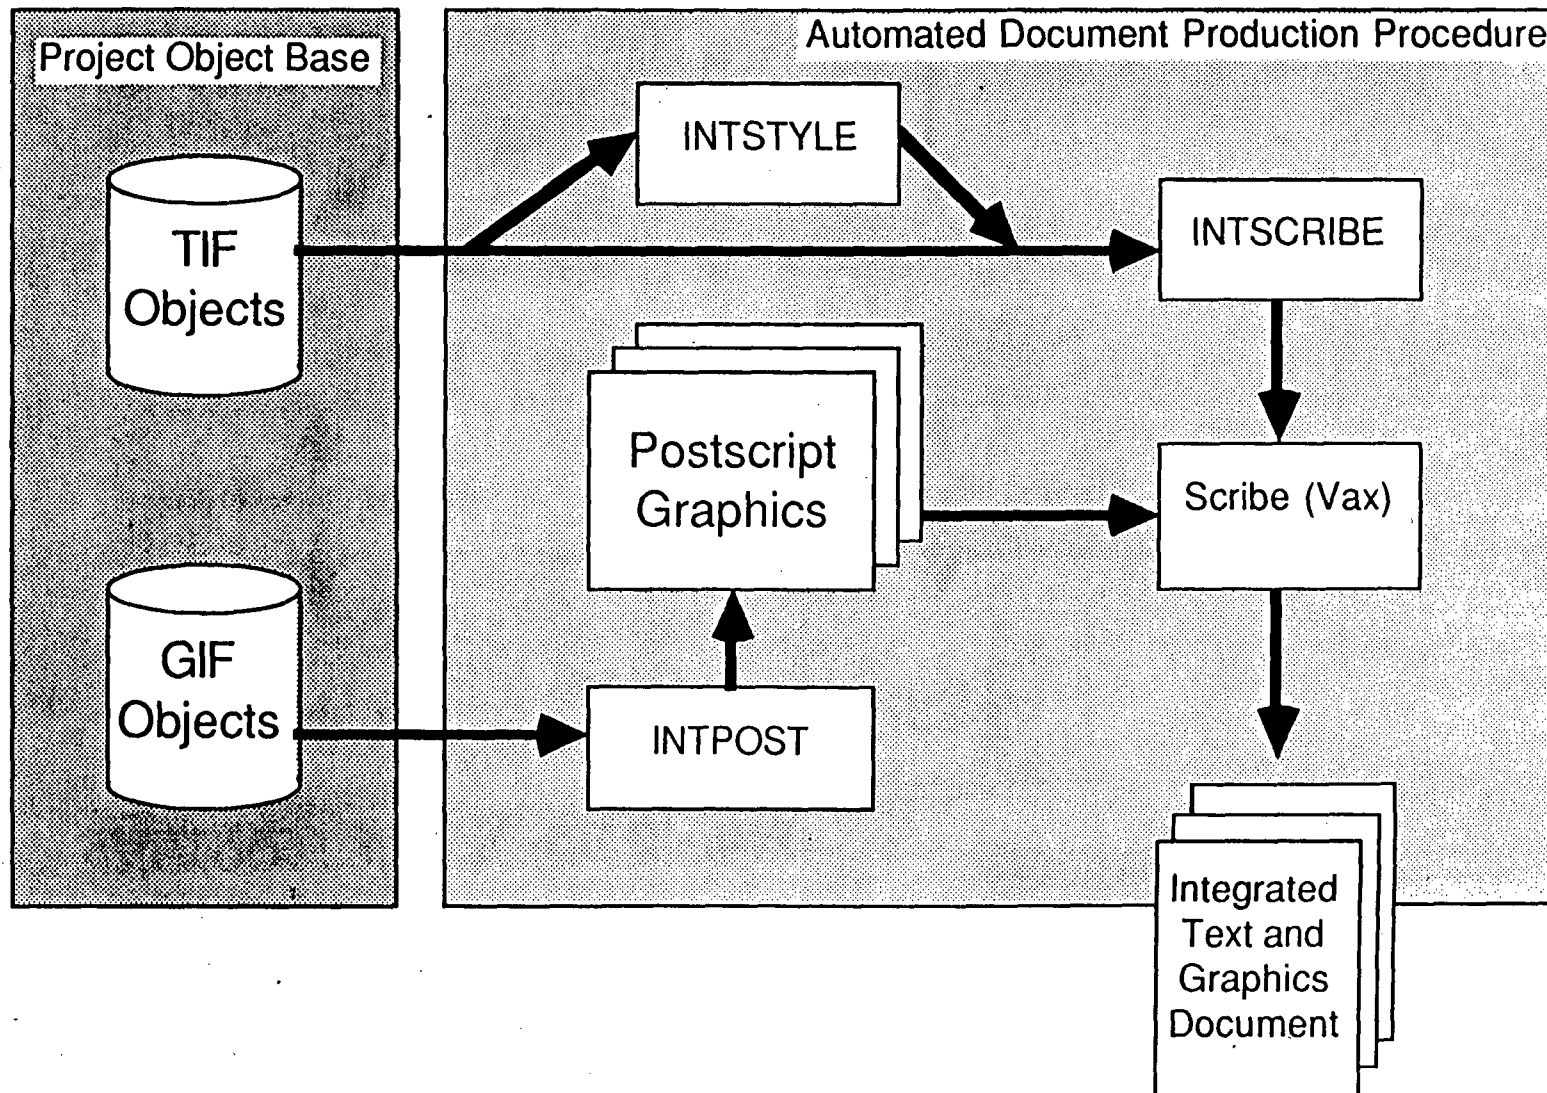 Project Object Base
Automated Document Production Procedure
INTSTYLE
TIF
Objects
INTSCRIBE
Postscript
Graphics
Scribe (Vax)
GIF
Objects
INTPOST
Integrated
Text and
Graphics
Document